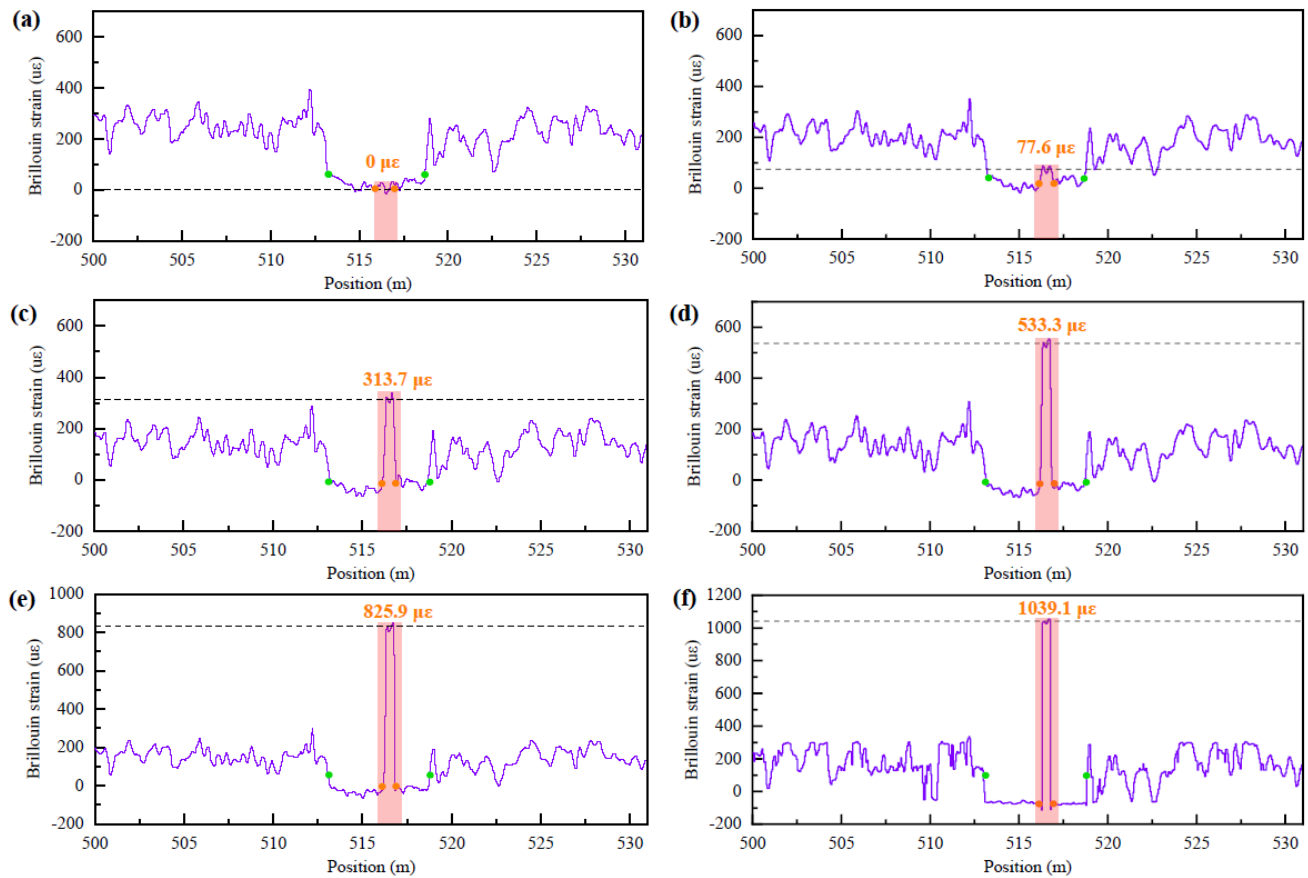 (a)
Brillouin strain (uε)
600
400
200
0
-200
0 με
500 505 510 515 520 525 530
Position (m)
(b)
Brillouin strain (uε)
600
400
200
0
-200
77.6 με
500 505 510 515 520 525 530
Position (m)
(c)
Brillouin strain (uε)
600
400
200
0
-200
313.7 με
500 505 510 515 520 525 530
Position (m)
(d)
Brillouin strain (uε)
600
400
200
0
-200
533.3 με
500 505 510 515 520 525 530
Position (m)
(e)
Brillouin strain (uε)
1000
800
600
400
200
0
-200
825.9 με
500 505 510 515 520 525 530
Position (m)
(f)
Brillouin strain (uε)
1200
1000
800
600
400
200
0
-200
1039.1 με
500 505 510 515 520 525 530
Position (m)